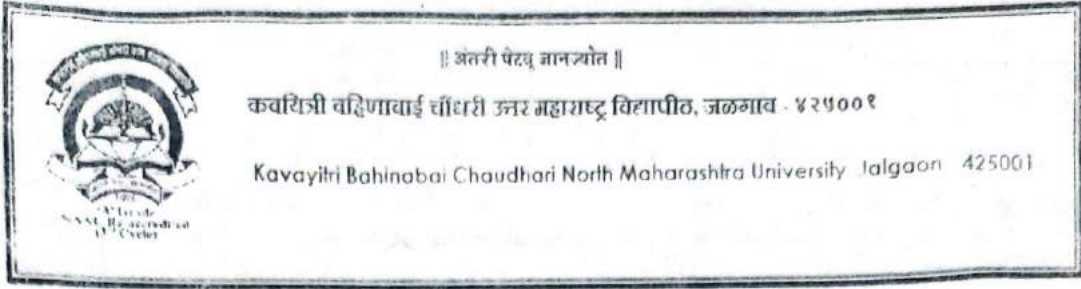 || अंतरी पेटवू ज्ञानज्योत ||
कवयित्री बहिणाबाई चौधरी उत्तर महाराष्ट्र विद्यापीठ, जळगाव - ४२५००१
Kavayitri Bahinabai Chaudhari North Maharashtra University Jalgaon 425001